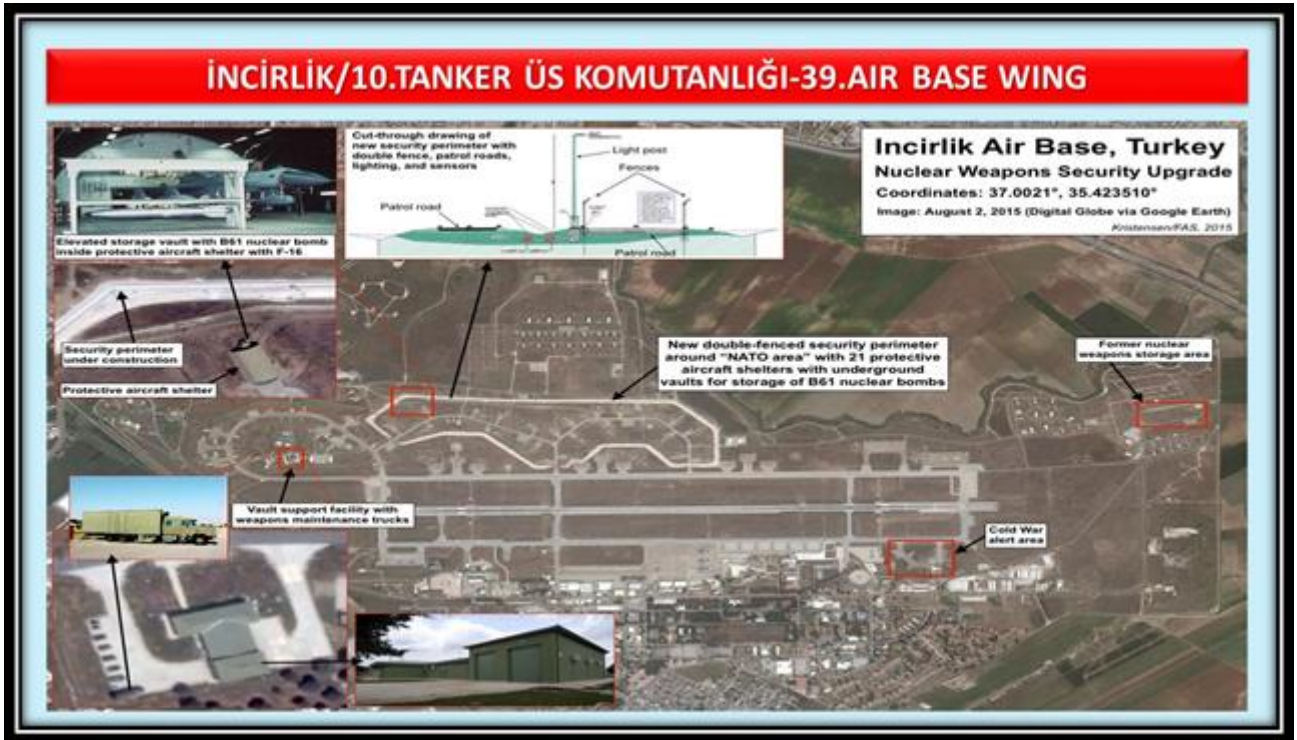 İNCİRLİK/10.TANKER ÜS KOMUTANLIĞI-39.AIR BASE WING
Cut-through drawing of
new security perimeter with
double fence, patrol roads,
lighting, and sensors
Light post
Fences
Patrol road
Patrol road
Incirlik Air Base, Turkey
Nuclear Weapons Security Upgrade
Coordinates: 37.0021°, 35.423510°
Image: August 2, 2015 (Digital Globe via Google Earth)
Kristensen/FAS, 2015
Elevated storage vault with B61 nuclear bomb
inside protective aircraft shelter with F-16
Security perimeter
under construction
Protective aircraft shelter
New double-fenced security perimeter
around "NATO area" with 21 protective
aircraft shelters with underground
vaults for storage of B61 nuclear bombs
Former nuclear
weapons storage area
Vault support facility with
weapons maintenance trucks
Cold War
alert area